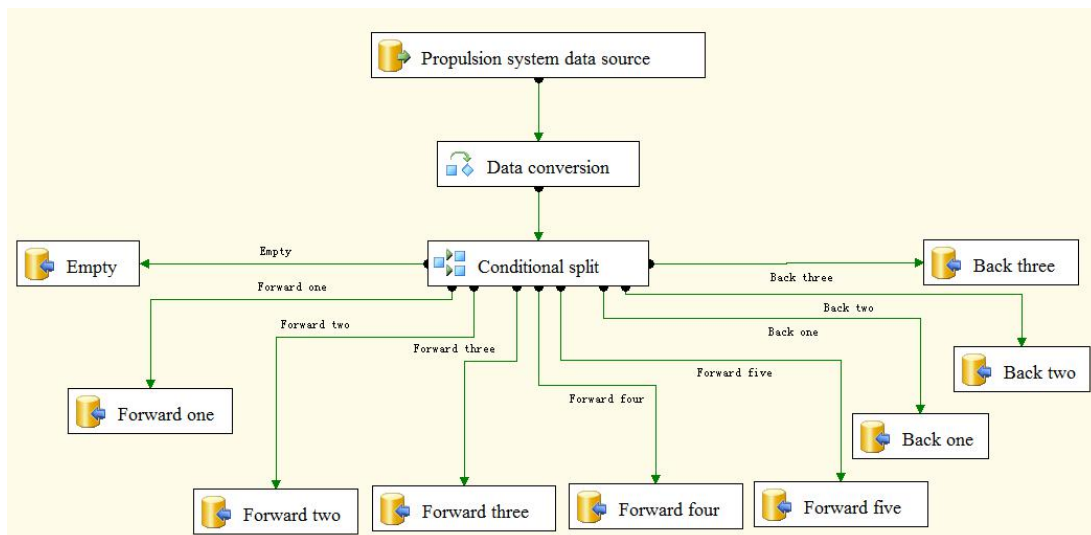 Propulsion system data source
Data conversion
Empty
Empty
Conditional split
Back three
Back three
Forward one
Forward two
Forward three
Back two
Back one
Forward five
Forward four
Back two
Forward one
Back one
Forward two
Forward three
Forward four
Forward five